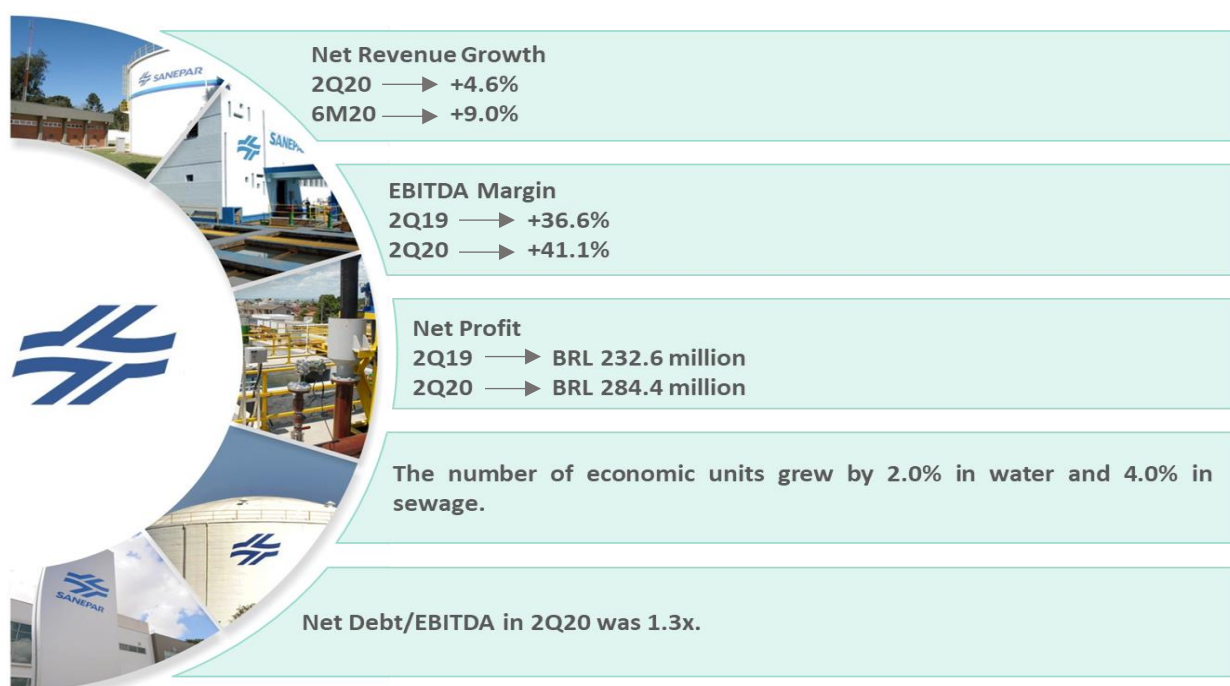 SANEPAR
SANEPAR
SANEPAR
Net Revenue Growth
2Q20 → +4.6%
6M20 → +9.0%
EBITDA Margin
2Q19 → +36.6%
2Q20 → +41.1%
Net Profit
2Q19 → BRL 232.6 million
2Q20 → BRL 284.4 million
The number of economic units grew by 2.0% in water and 4.0% in
sewage.
Net Debt/EBITDA in 2Q20 was 1.3x.